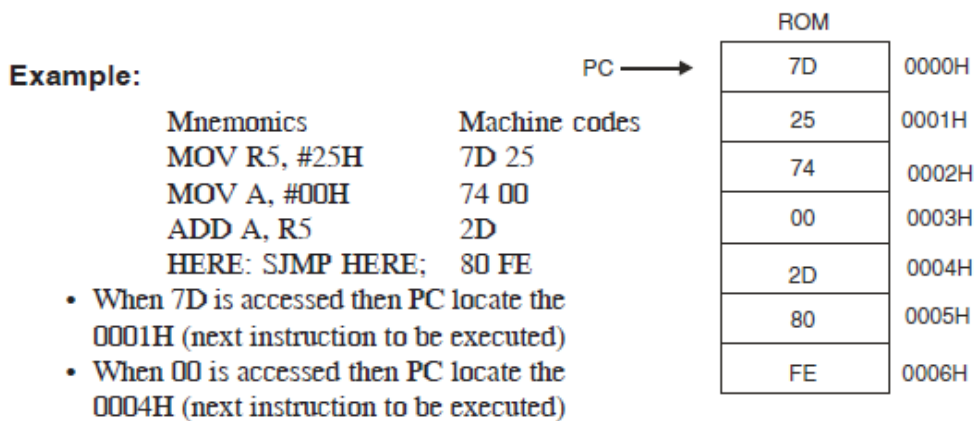 ROM
Example:
PC
7D 0000H
Mnemonics Machine codes
25 0001H
MOV R5, #25H 7D 25
74 0002H
MOV A, #00H 74 00
00 0003H
ADD A, R5 2D
HERE: SJMP HERE; 80 FE
2D 0004H
• When 7D is accessed then PC locate the
0001H (next instruction to be executed)
80 0005H
• When 00 is accessed then PC locate the
0004H (next instruction to be executed)
FE 0006H